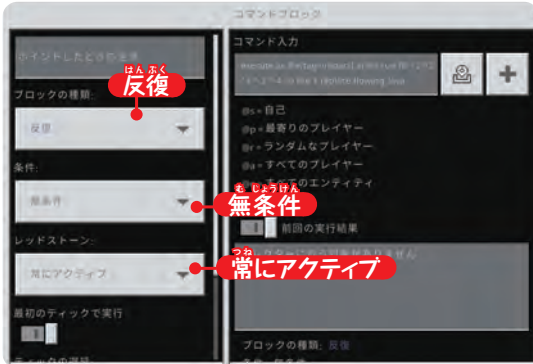 コマンドブロック
コマンド入力
はんぷく
反復
ブロックの種類:
反復
@s=自己
@p=最寄りのプレイヤー
@r=ランダムなプレイヤー
@a=すべてのプレイヤー
すべてのエンティティ
条件:
無条件
むじょうけん
無条件
前回の実行結果
レッドストーン:
つね
常にアクティブ
常にアクティブ
最初のティックで実行
ブロックの種類: 反復